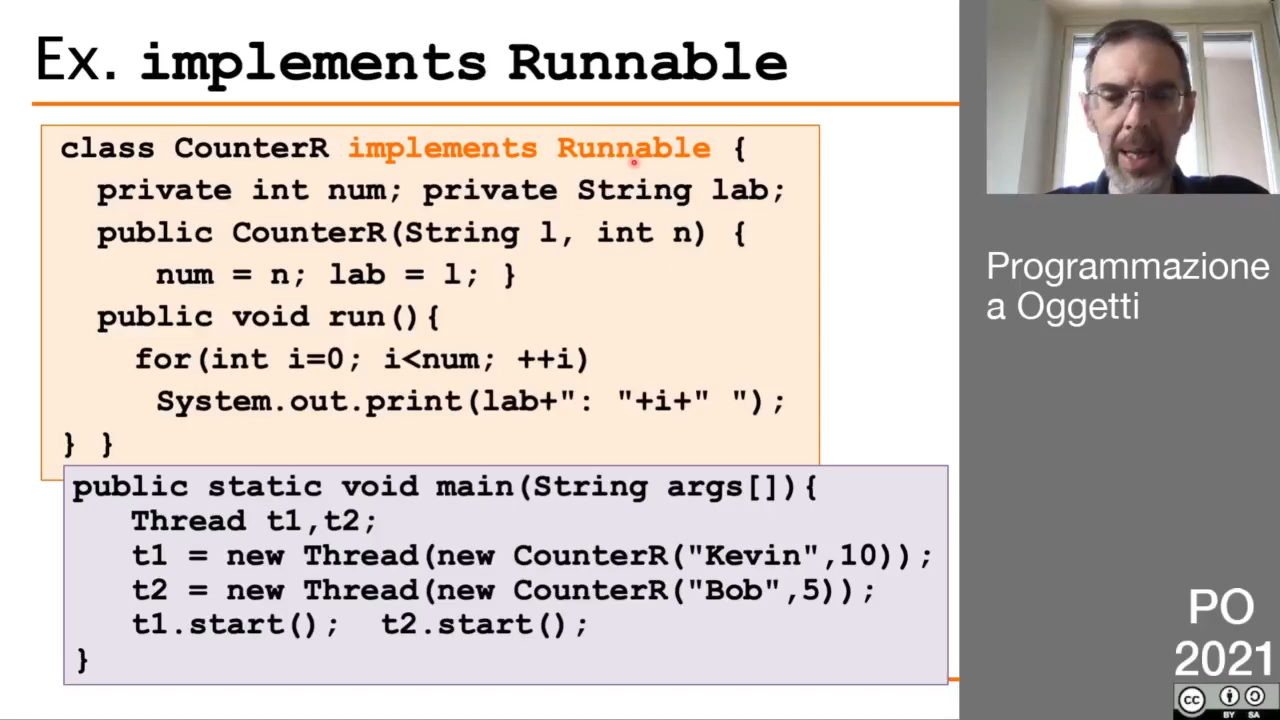 Ex. implements Runnable
class CounterR implements Runnable {
private int num; private String lab;
public CounterR(String l, int n) {
num = n; lab = l; }
public void run(){
for(int i=0; i<num; ++i)
System.out.print(lab+": "+i+" ");
} }
public static void main(String args[]){
Thread t1,t2;
t1 = new Thread(new CounterR("Kevin",10));
t2 = new Thread(new CounterR("Bob",5));
t1.start();  t2.start();
}
Programmazione
a Oggetti
PO
2021
cc
BY SA